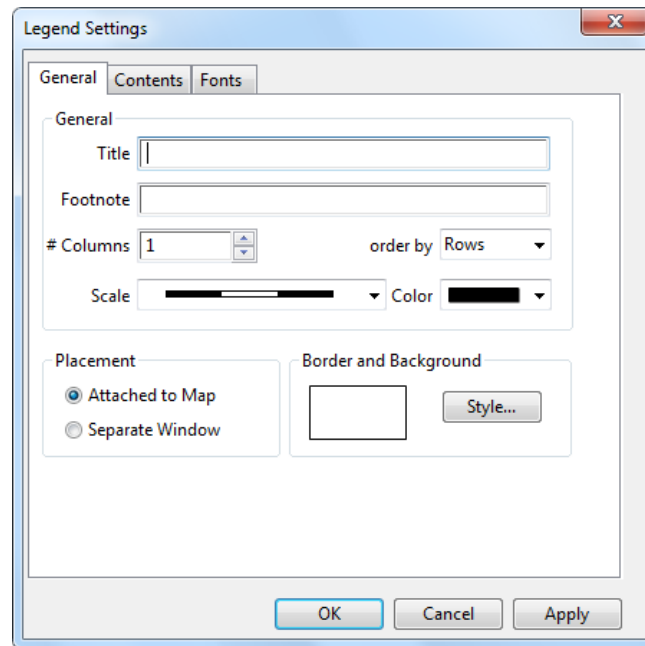 Legend Settings
General Contents Fonts
General
Title
Footnote
# Columns 1 order by Rows
Scale Color
Placement
Attached to Map
Separate Window
Border and Background
Style...
OK Cancel Apply